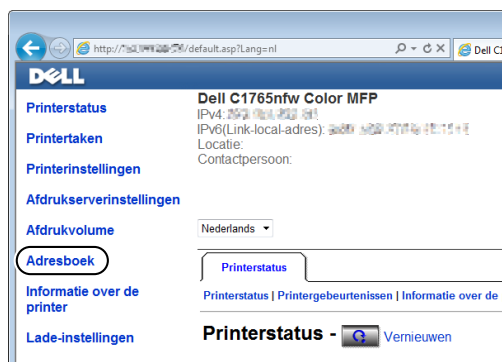 http://
/default.asp?Lang=nl
Dell C1
DELL
Printerstatus
Printertaken
Printerinstellingen
Afdrukserverinstellingen
Afdrukvolume
Adresboek
Informatie over de
printer
Lade-instellingen
Dell C1765nfw Color MFP
IPv4:
IPv6(Link-local-adres):
Locatie:
Contactpersoon:
Nederlands
Printerstatus
Printerstatus | Printergebeurtenissen | Informatie over de
Printerstatus - Vernieuwen